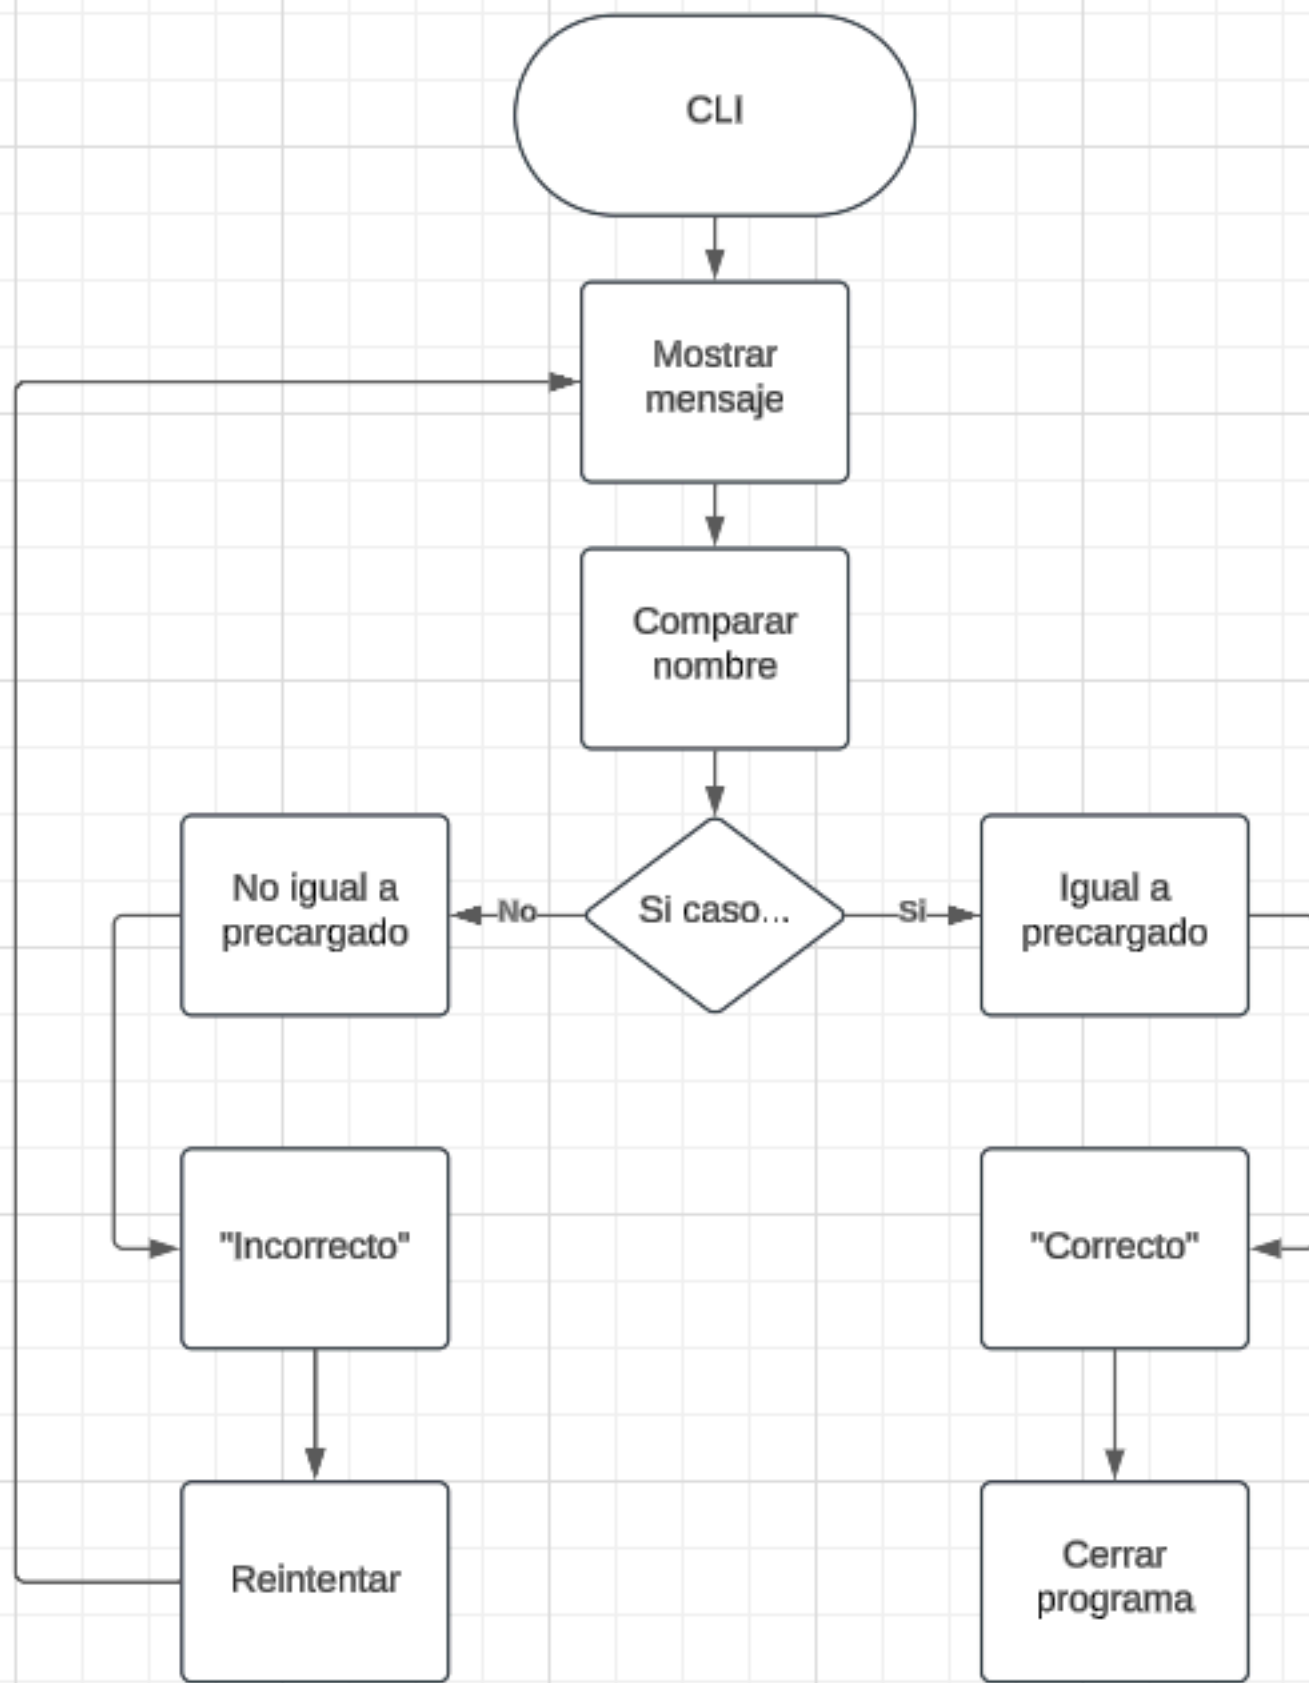 CLI
Mostrar
mensaje
Comparar
nombre
No igual a
precargado
No
Si caso...
Si
Igual a
precargado
"Incorrecto"
"Correcto"
Reintentar
Cerrar
programa